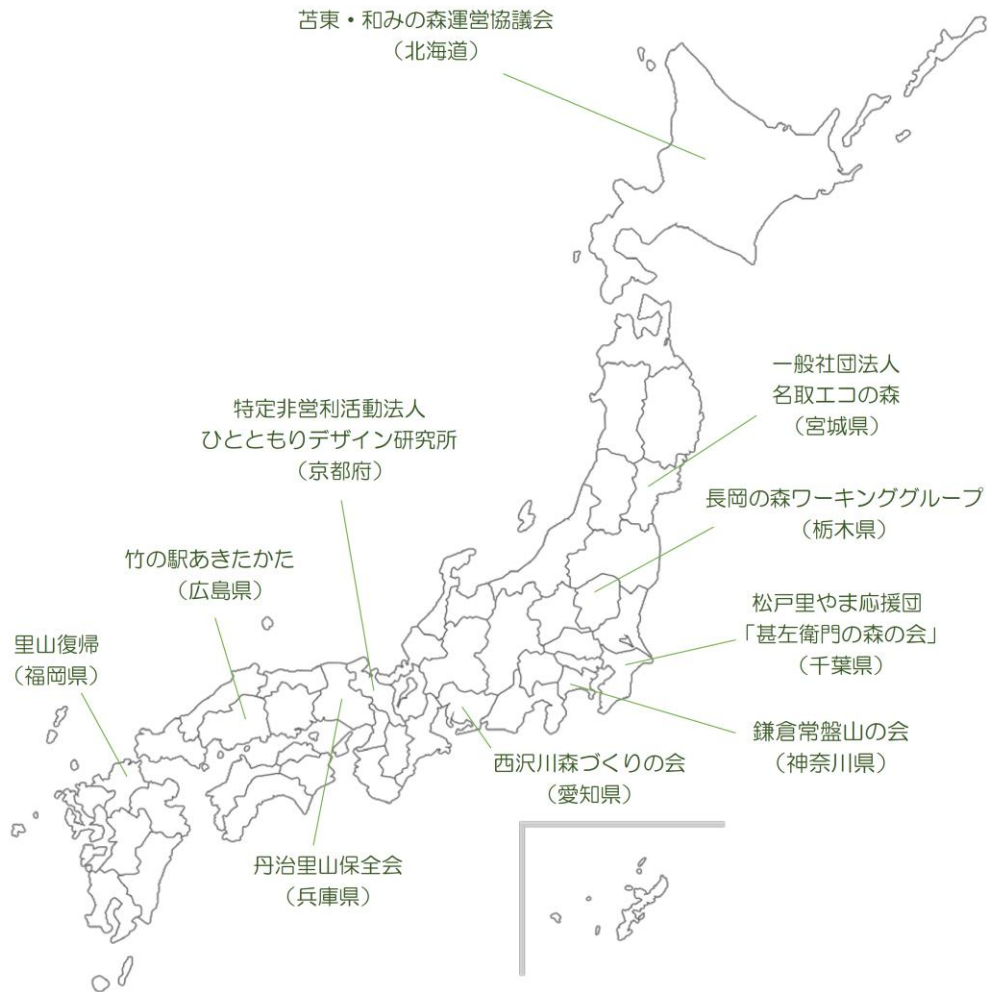 苫東・和みの森運営協議会
（北海道）
一般社団法人
名取エコの森
（宮城県）
特定非営利活動法人
ひとともりデザイン研究所
（京都府）
長岡の森ワーキンググループ
（栃木県）
竹の駅あきたかた
（広島県）
松戸里やま応援団
「甚左衛門の森の会」
（千葉県）
里山復帰
（福岡県）
鎌倉常盤山の会
（神奈川県）
西沢川森づくりの会
（愛知県）
丹治里山保全会
（兵庫県）